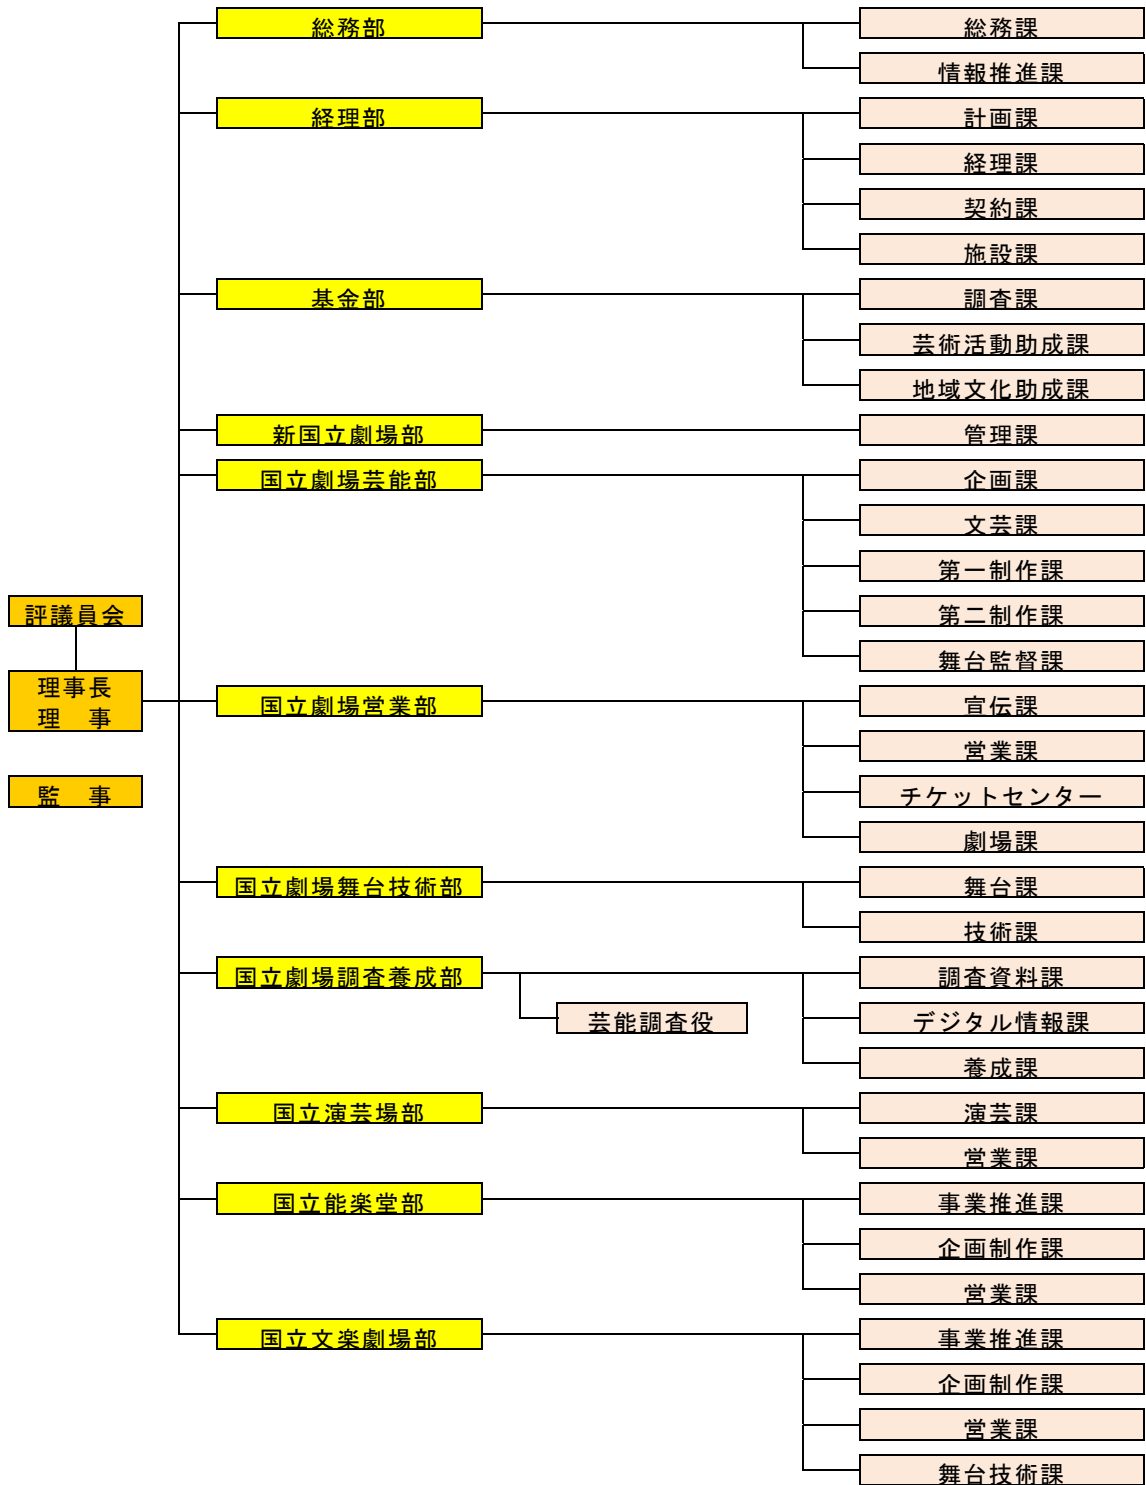 評議員会
理事長
理　事
監　事
総務部
総務課
情報推進課
経理部
計画課
経理課
契約課
施設課
基金部
調査課
芸術活動助成課
地域文化助成課
新国立劇場部
管理課
国立劇場芸能部
企画課
文芸課
第一制作課
第二制作課
舞台監督課
国立劇場営業部
宣伝課
営業課
チケットセンター
劇場課
国立劇場舞台技術部
舞台課
技術課
国立劇場調査養成部
芸能調査役
調査資料課
デジタル情報課
養成課
国立演芸場部
演芸課
営業課
国立能楽堂部
事業推進課
企画制作課
営業課
国立文楽劇場部
事業推進課
企画制作課
営業課
舞台技術課